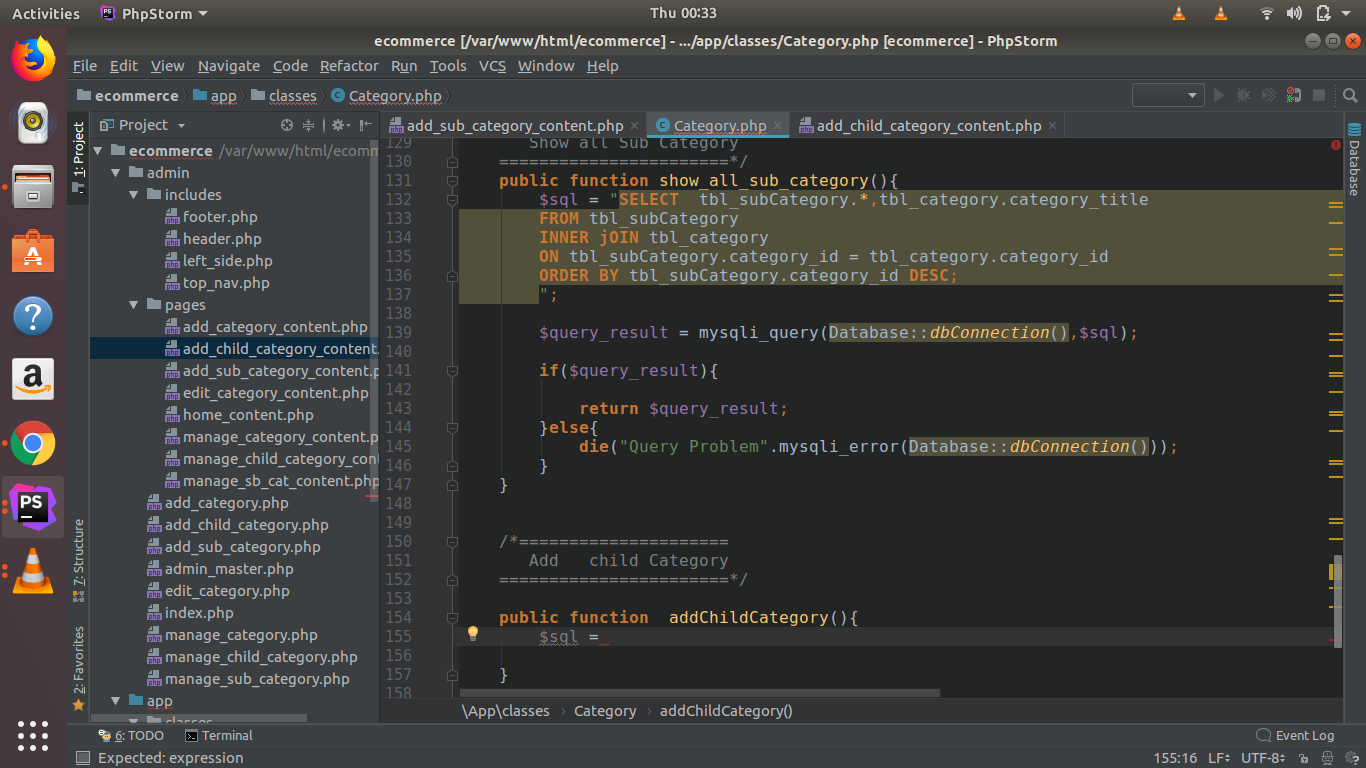 Activities PhpStorm Thu 00:33
ecommerce [/var/www/html/ecommerce] - .../app/classes/Category.php [ecommerce] - PhpStorm
File Edit View Navigate Code Refactor Run Tools VCS Window Help
ecommerce app classes Category.php
Project
add_sub_category_content.php Category.php add_child_category_content.php
1: Project
7: Structure
2: Favorites
ecommerce /var/www/html/ecomm
admin
includes
footer.php
header.php
left_side.php
top_nav.php
pages
add_category_content.php
add_child_category_content.
add_sub_category_content.p
edit_category_content.php
home_content.php
manage_category_content.p
manage_child_category_con
manage_sb_cat_content.php
add_category.php
add_child_category.php
add_sub_category.php
admin_master.php
edit_category.php
index.php
manage_category.php
manage_child_category.php
manage_sub_category.php
app
classes
129 Show all Sub Category
130 =======================*/
131 public function show_all_sub_category(){
132 $sql = "SELECT  tbl_subCategory.*,tbl_category.category_title
133 FROM tbl_subCategory
134 INNER jOIN tbl_category
135 ON tbl_subCategory.category_id = tbl_category.category_id
136 ORDER BY tbl_subCategory.category_id DESC;
137 ";
138
139 $query_result = mysqli_query(Database::dbConnection(),$sql);
140
141 if($query_result){
142
143 return $query_result;
144 }else{
145 die("Query Problem".mysqli_error(Database::dbConnection()));
146 }
147 }
148
149
150 /*=====================
151 Add   child Category
152 =======================*/
153
154 public function  addChildCategory(){
155 $sql =
156
157 }
158
Database
\App\classes Category addChildCategory()
6: TODO Terminal Event Log
Expected: expression 155:16 LF UTF-8
PS